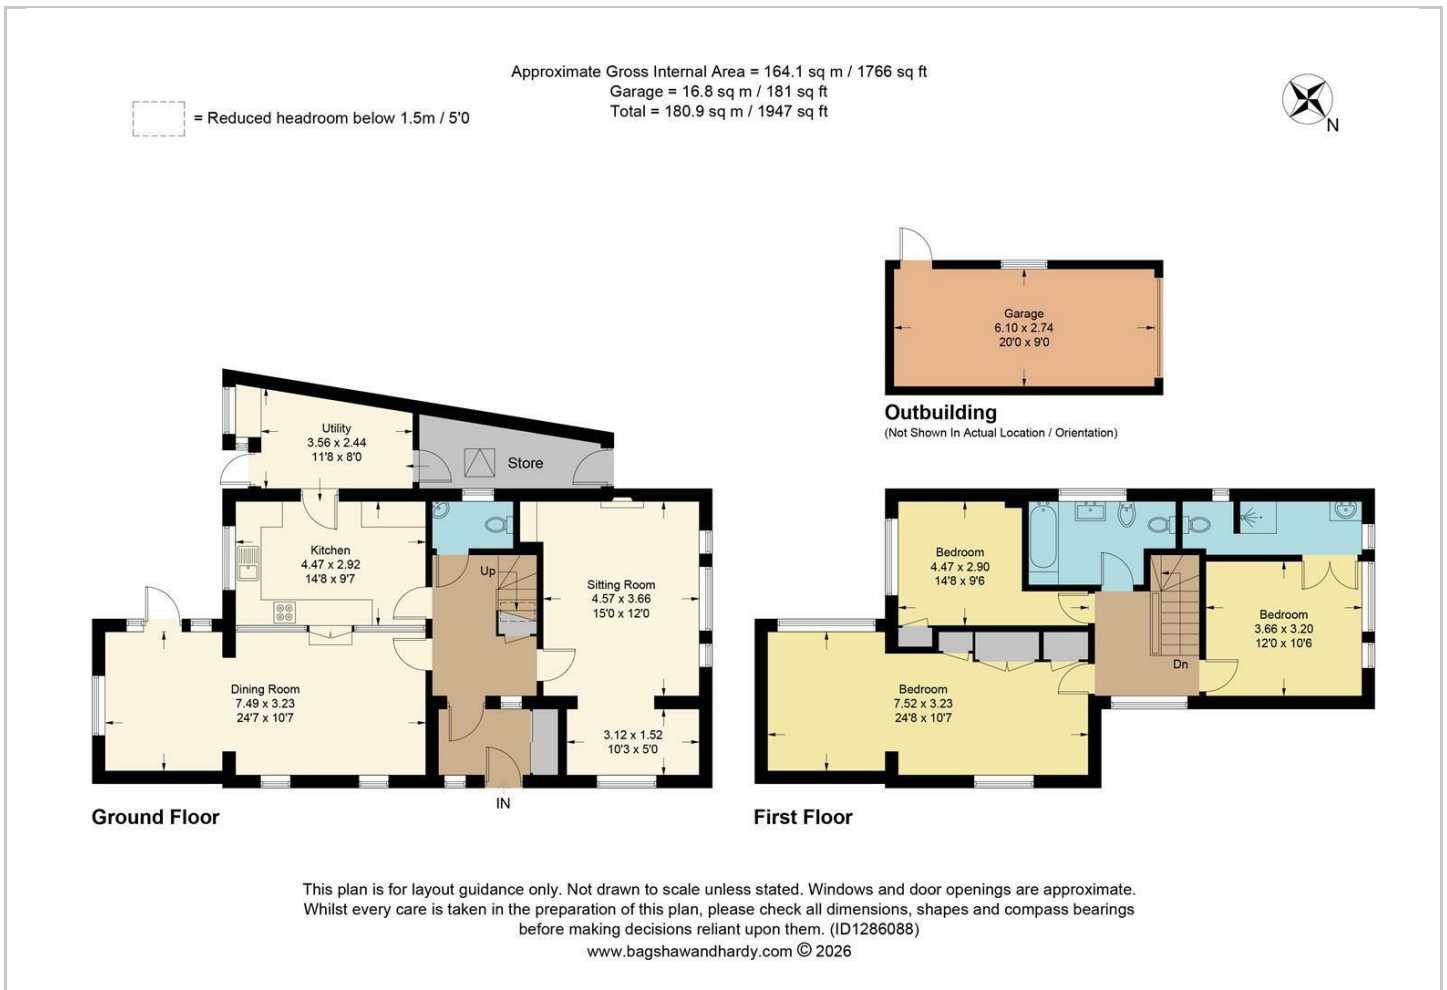 Approximate Gross Internal Area = 164.1 sq m / 1766 sq ft
Garage = 16.8 sq m / 181 sq ft
Total = 180.9 sq m / 1947 sq ft
= Reduced headroom below 1.5m / 5'0
N
Garage
6.10 x 2.74
20'0 x 9'0
Outbuilding
(Not Shown In Actual Location / Orientation)
Utility
3.56 x 2.44
11'8 x 8'0
Store
Kitchen
4.47 x 2.92
14'8 x 9'7
Up
Sitting Room
4.57 x 3.66
15'0 x 12'0
Dining Room
7.49 x 3.23
24'7 x 10'7
3.12 x 1.52
10'3 x 5'0
IN
Ground Floor
Bedroom
4.47 x 2.90
14'8 x 9'6
Bedroom
3.66 x 3.20
12'0 x 10'6
Dn
Bedroom
7.52 x 3.23
24'8 x 10'7
First Floor
This plan is for layout guidance only. Not drawn to scale unless stated. Windows and door openings are approximate.
Whilst every care is taken in the preparation of this plan, please check all dimensions, shapes and compass bearings
before making decisions reliant upon them. (ID1286088)
www.bagshawandhardy.com © 2026